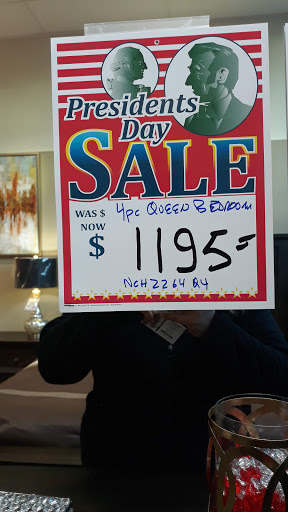 Presidents
Day
SALE
WAS $ 4pc QUEEN BEDROOM
NOW
$ 1195=
NCH2264 Q4